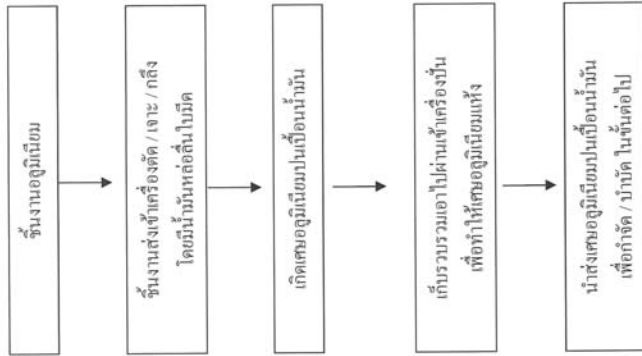 ชิ้นงานอลูมิเนียม
ชิ้นงานส่งเข้าเครื่องตัด / เจาะ / กลึง
โดยมีน้ำมันหล่อลื่นใบมีด
เกิดเศษอลูมิเนียมปนเปื้อนน้ำมัน
เก็บรวบรวมเอาไปผ่านเข้าเครื่องปั่น
เพื่อทำให้เศษอลูมิเนียมแห้ง
นำส่งเศษอลูมิเนียมปนเปื้อนน้ำมัน
เพื่อกำจัด / บำบัด ในขั้นต่อไป